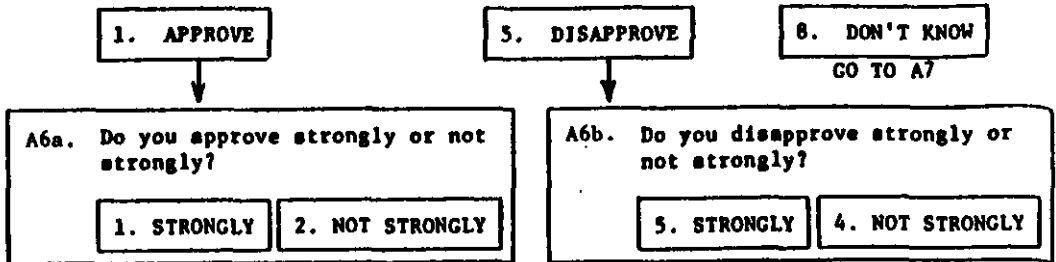 1. APPROVE
5. DISAPPROVE
8. DON'T KNOW
GO TO A7
A6a. Do you approve strongly or not
strongly?
1. STRONGLY
2. NOT STRONGLY
A6b. Do you disapprove strongly or
not strongly?
5. STRONGLY
4. NOT STRONGLY